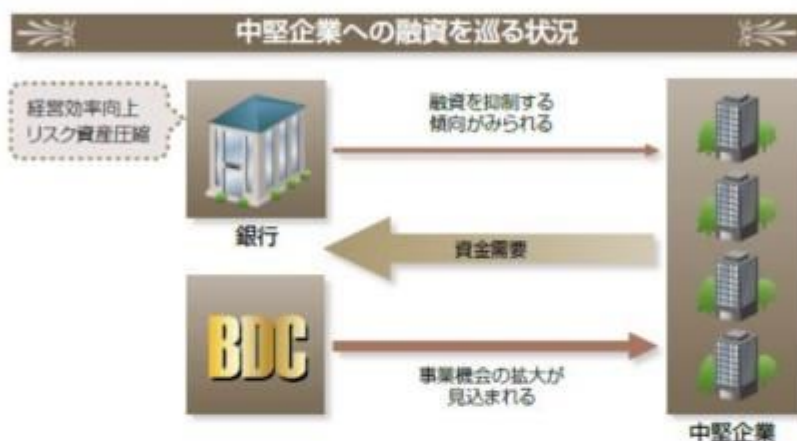 中堅企業への融資を巡る状況
経営効率向上
リスク資産圧縮
融資を抑制する
傾向がみられる
銀行
資金需要
BDC
事業機会の拡大が
見込まれる
中堅企業